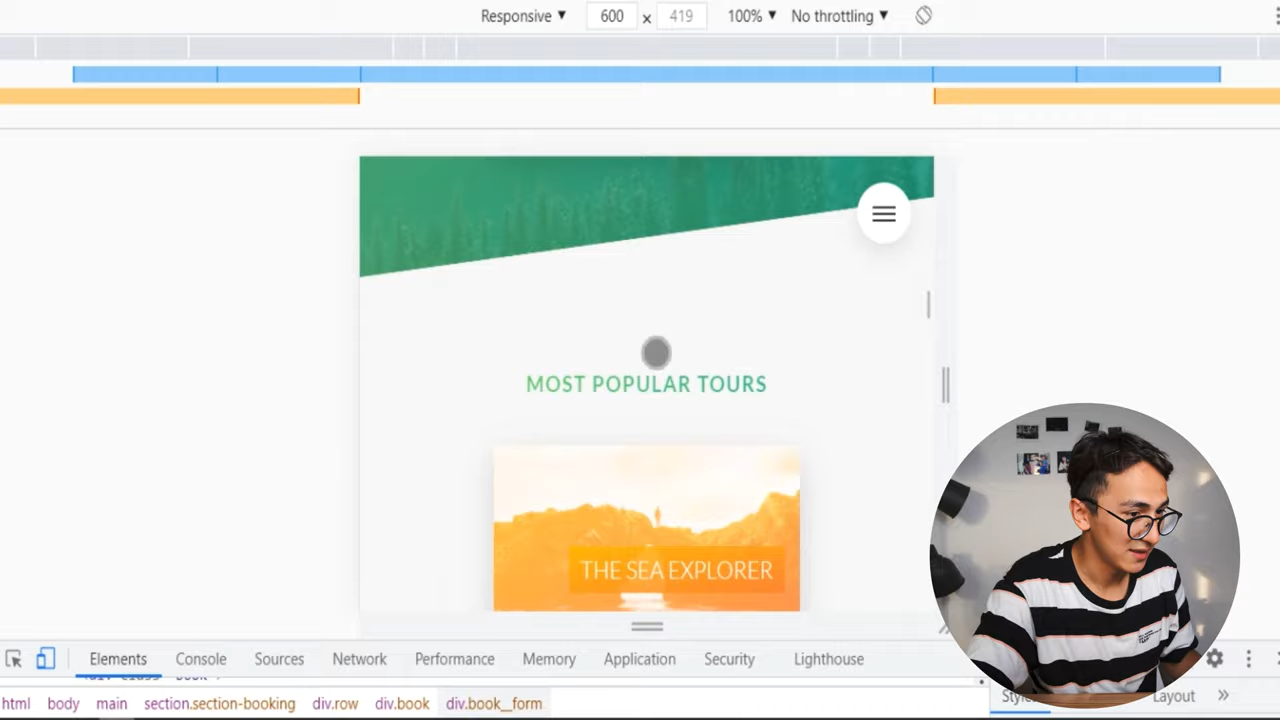 Responsive ▼ 600 x 419 100% ▼ No throttling ▼
MOST POPULAR TOURS
THE SEA EXPLORER
Elements Console Sources Network Performance Memory Application Security Lighthouse
html body main section.section-booking div.row div.book div.book__form Layout »